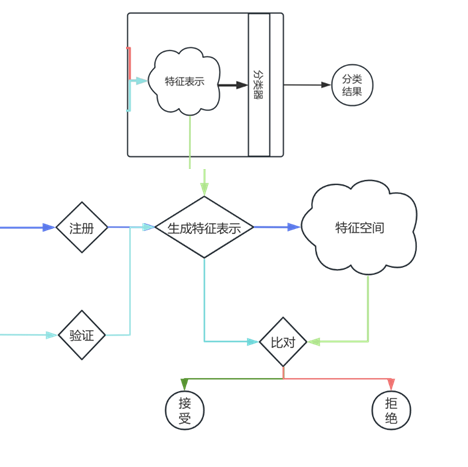 特征表示
分类器
分类
结果
注册
生成特征表示
特征空间
验证
比对
接
受
拒
绝